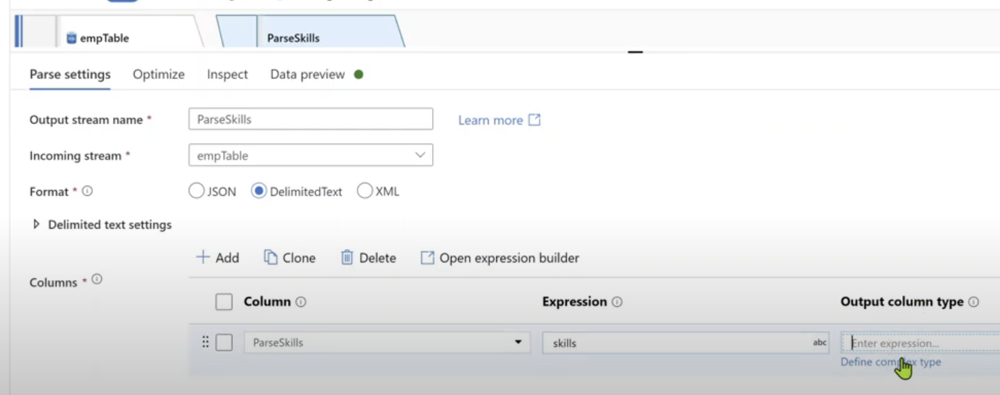 empTable
ParseSkills
Parse settings Optimize Inspect Data preview
Output stream name * ParseSkills Learn more
Incoming stream * empTable
Format * JSON DelimitedText XML
Delimited text settings
Add Clone Delete Open expression builder
Columns *
Column Expression Output column type
ParseSkills skills abc Enter expression...
Define complex type